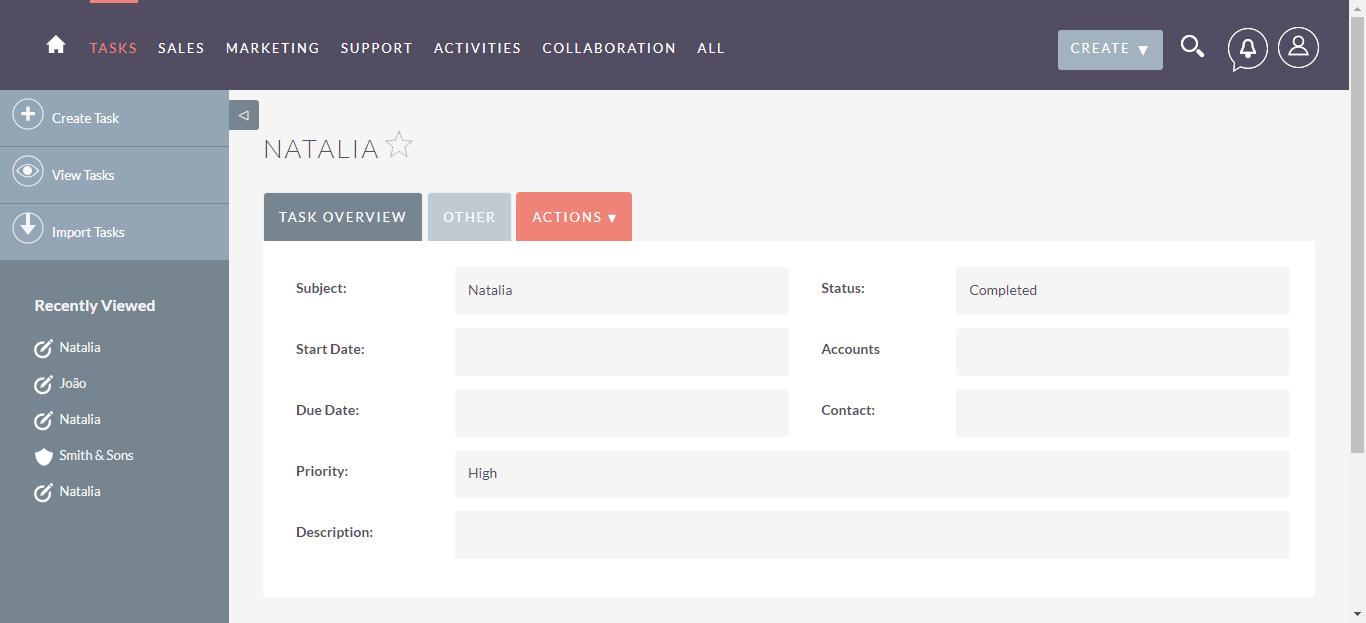 TASKS SALES MARKETING SUPPORT ACTIVITIES COLLABORATION ALL CREATE ▼
Create Task
View Tasks
Import Tasks
Recently Viewed
Natalia
João
Natalia
Smith & Sons
Natalia
NATALIA
TASK OVERVIEW OTHER ACTIONS ▼
Subject: Natalia Status: Completed
Start Date: Accounts
Due Date: Contact:
Priority: High
Description: